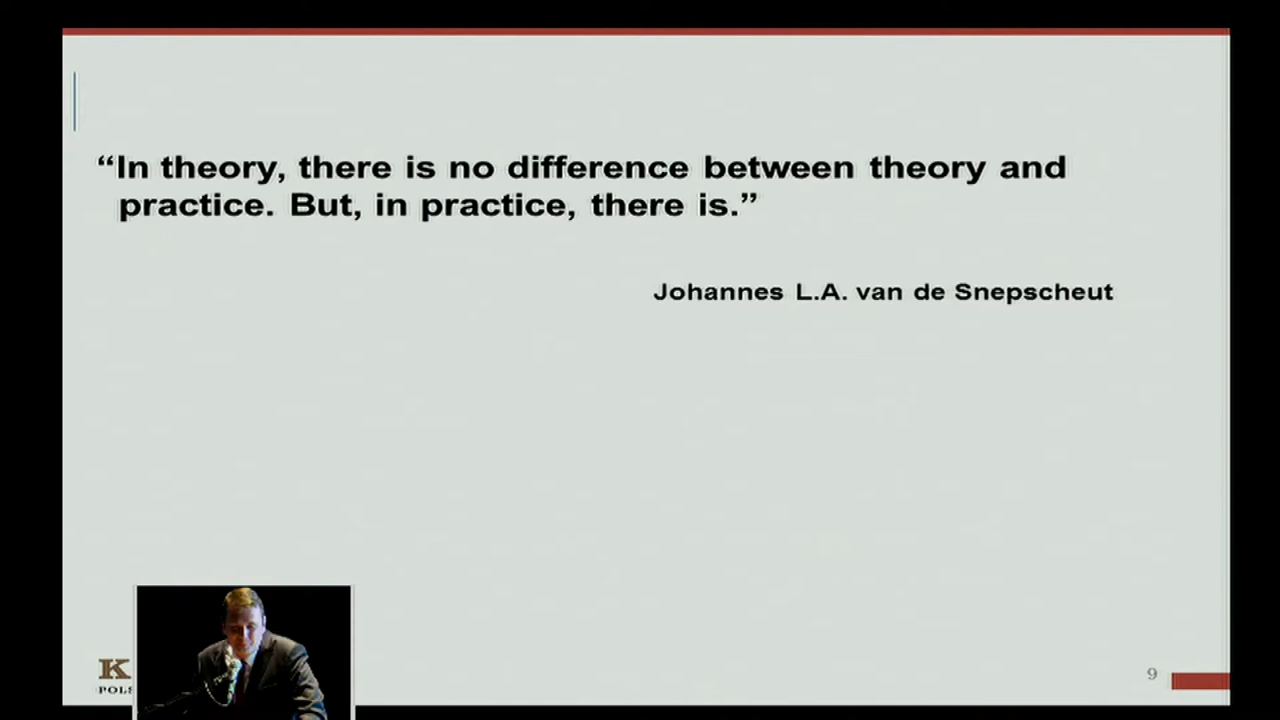 “In theory, there is no difference between theory and
practice. But, in practice, there is.”
Johannes L.A. van de Snepscheut
K
POLS
9